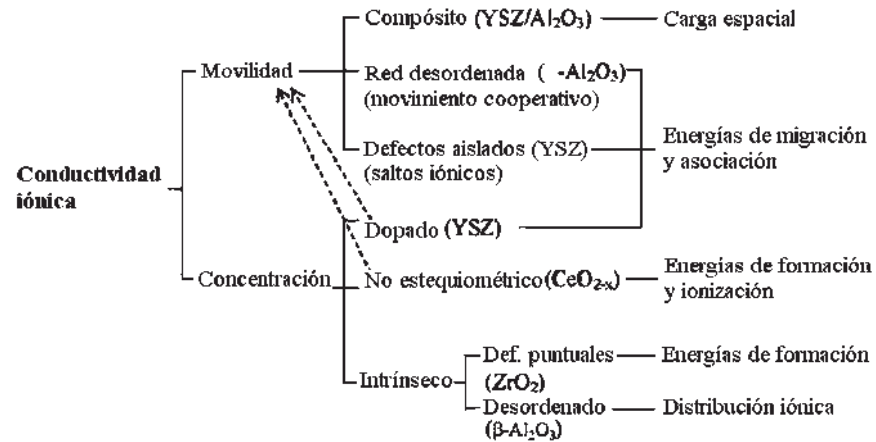 Conductividad
iónica
Movilidad
Compósito (YSZ/Al₂O₃)
Carga espacial
Red desordenada ( -Al₂O₃)
(movimiento cooperativo)
Defectos aislados (YSZ)
(saltos iónicos)
Energías de migración
y asociación
Dopado (YSZ)
Concentración
No estequiométrico(CeO₂₋ₓ)
Energías de formación
y ionización
Intrínseco
Def. puntuales
(ZrO₂)
Energías de formación
Desordenado
(β-Al₂O₃)
Distribución iónica